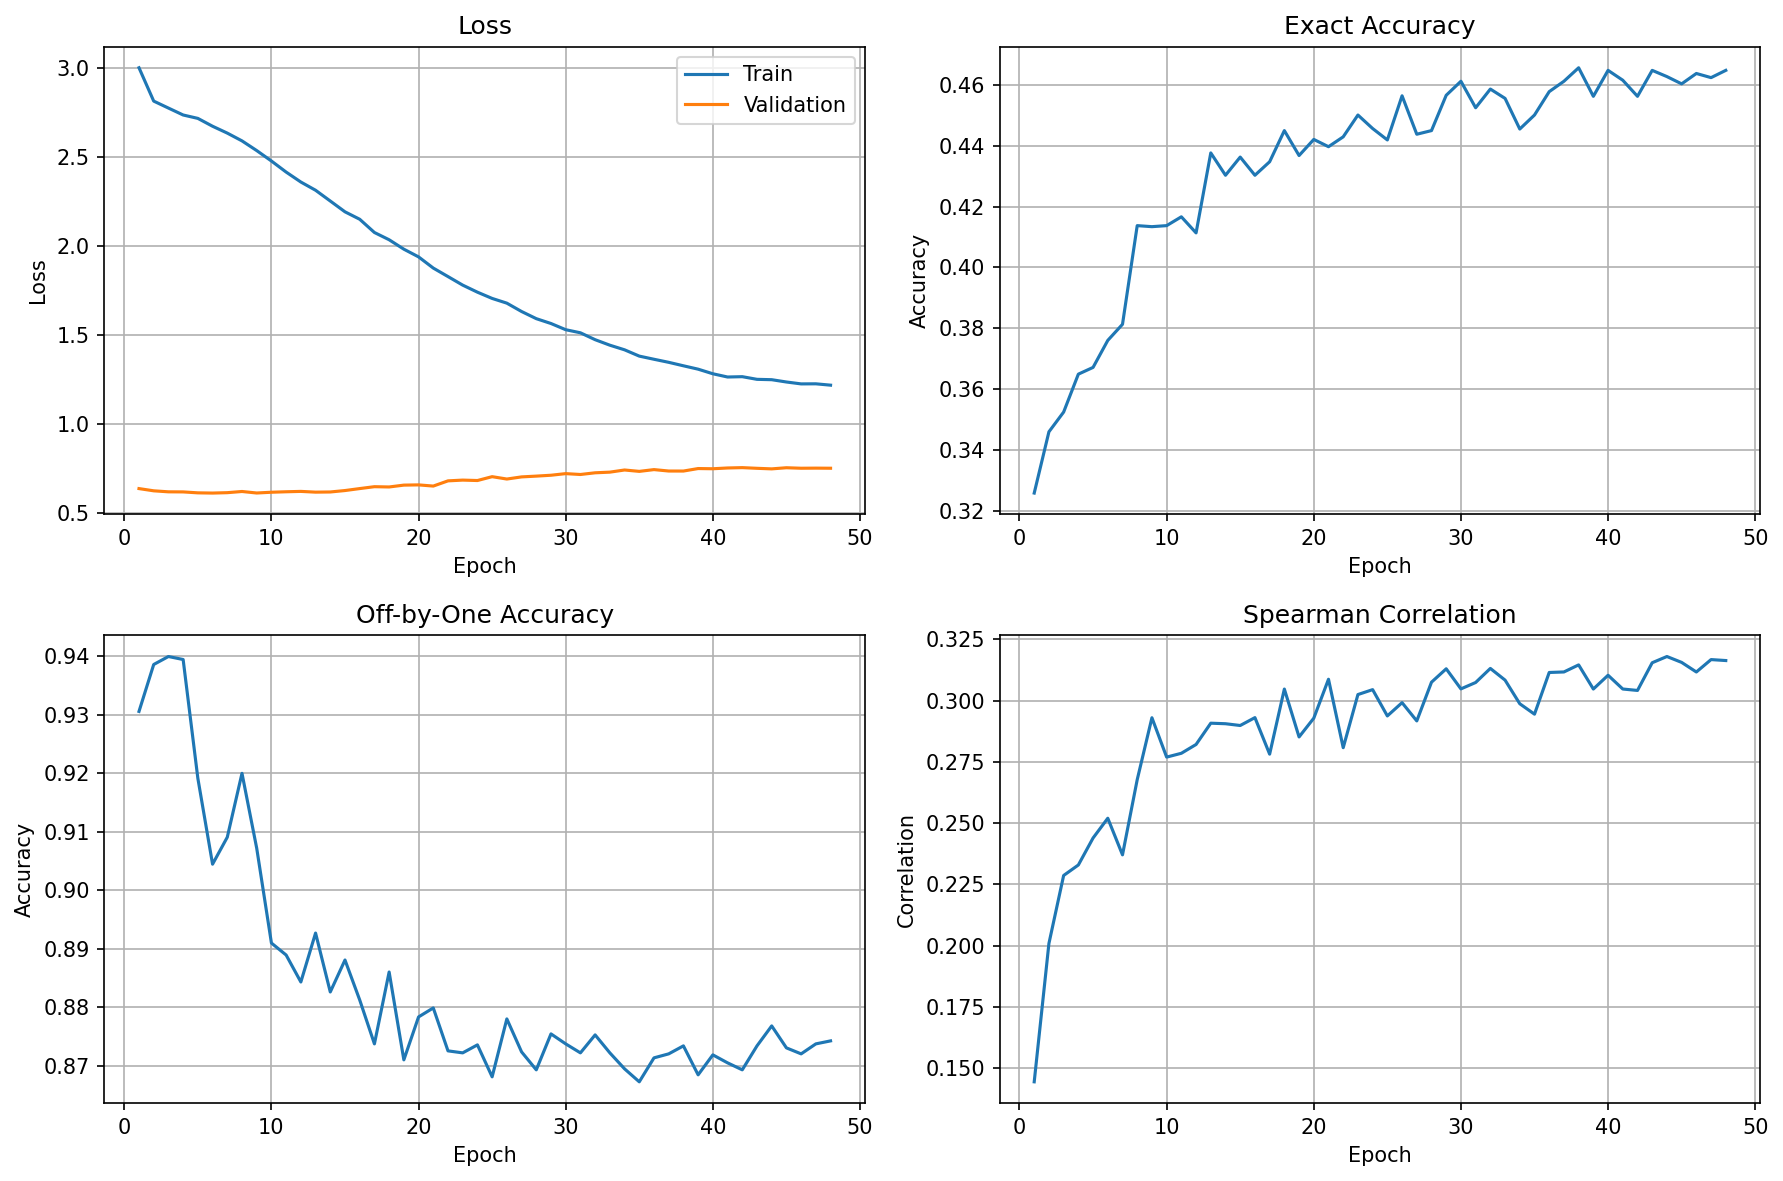 Loss
Train
Validation
3.0
2.5
2.0
1.5
1.0
0.5
Loss
0 10 20 30 40 50
Epoch
Exact Accuracy
0.46
0.44
0.42
0.40
0.38
0.36
0.34
0.32
Accuracy
0 10 20 30 40 50
Epoch
Off-by-One Accuracy
0.94
0.93
0.92
0.91
0.90
0.89
0.88
0.87
Accuracy
0 10 20 30 40 50
Epoch
Spearman Correlation
0.325
0.300
0.275
0.250
0.225
0.200
0.175
0.150
Correlation
0 10 20 30 40 50
Epoch